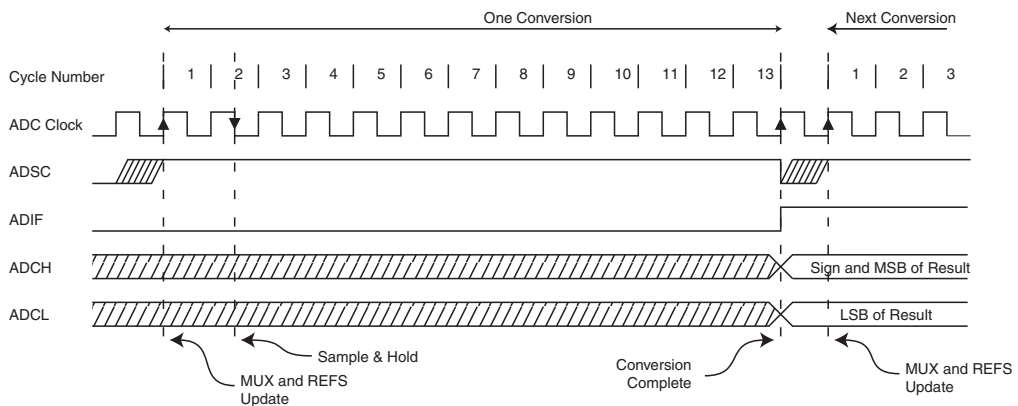 One Conversion
Next Conversion
Cycle Number
1 2 3 4 5 6 7 8 9 10 11 12 13 1 2 3
ADC Clock
ADSC
ADIF
ADCH
Sign and MSB of Result
ADCL
LSB of Result
MUX and REFS
Update
Sample & Hold
Conversion
Complete
MUX and REFS
Update